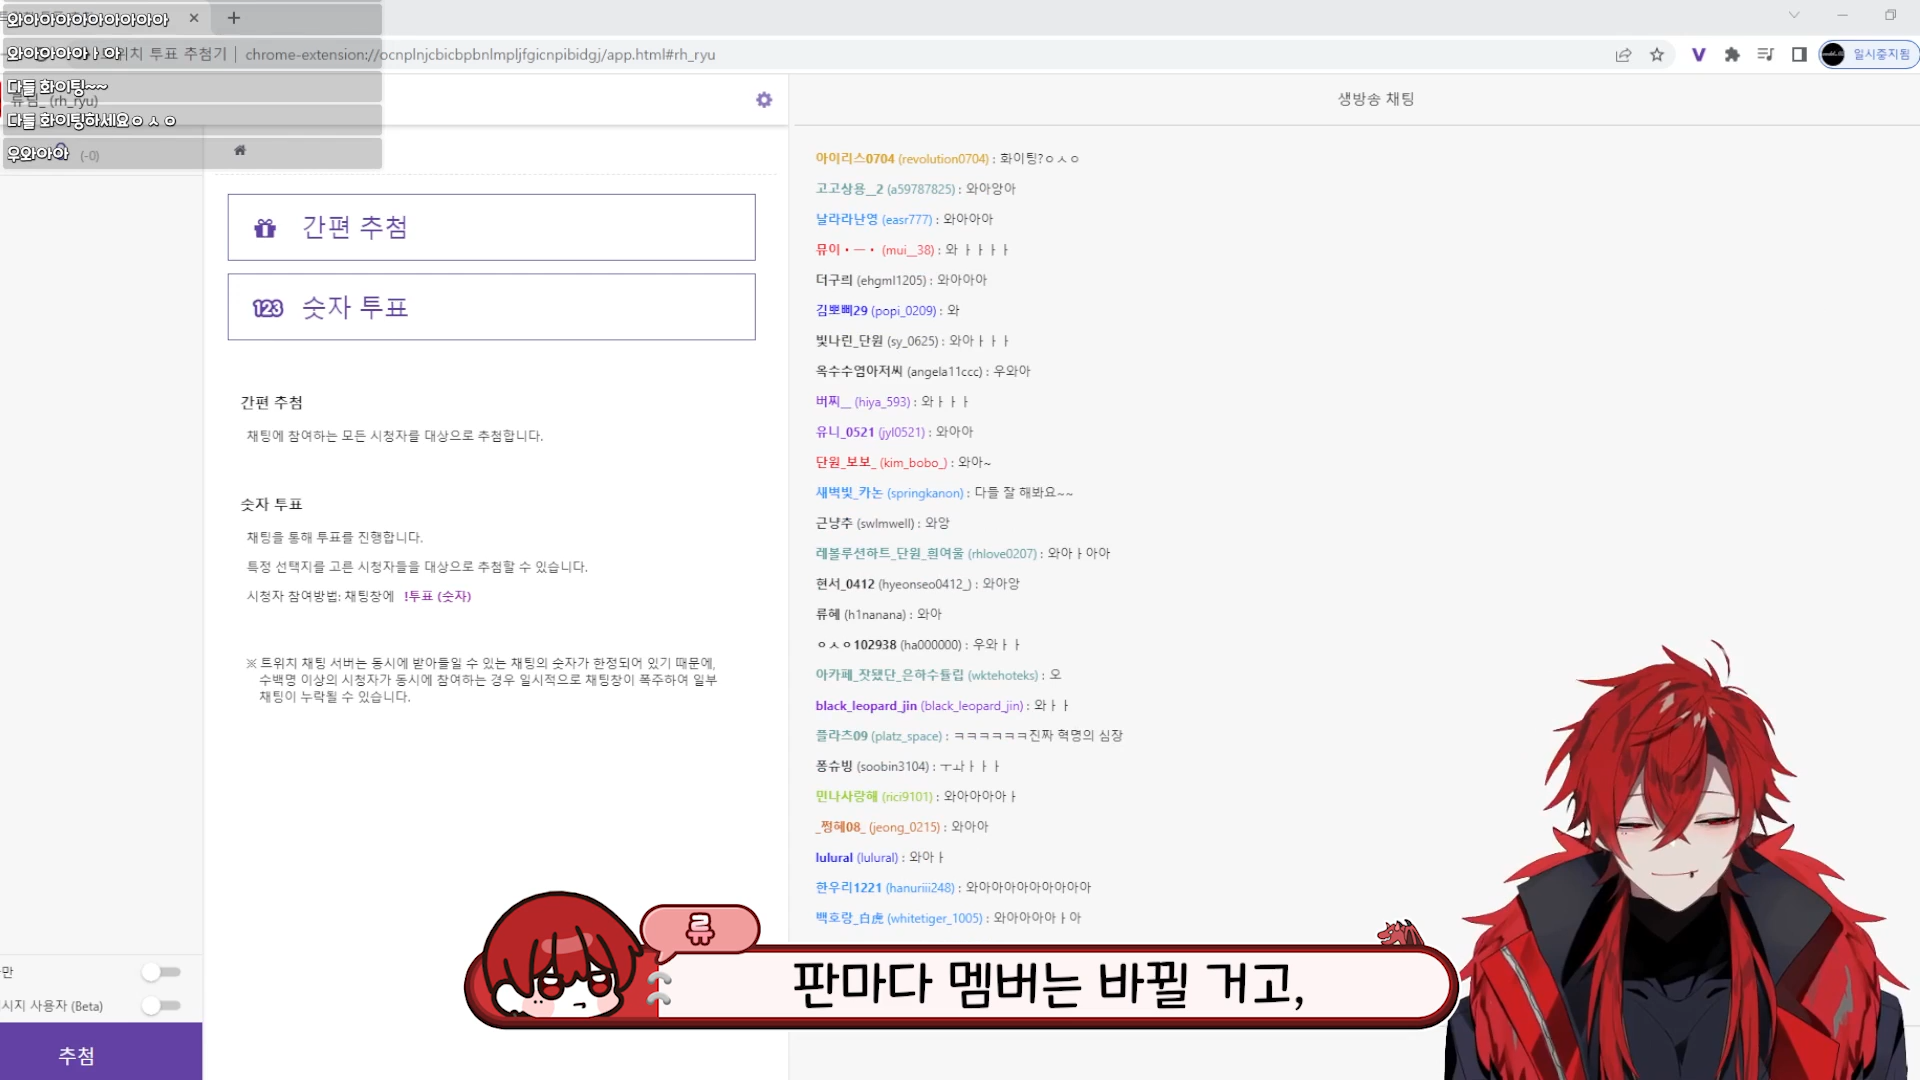 와아아아아아아아아아
와아아아아ㅏ아
위치 투표 추첨기
chrome-extension://ocnplnjcbicbpbnlmpljfgicnpibidgj/app.html#rh_ryu
일시중지됨
다들 화이팅~~
류님_ (rh_ryu)
다들 화이팅하세요ㅇㅅㅇ
우와아아
(-0)
간편 추첨
123 숫자 투표
간편 추첨
채팅에 참여하는 모든 시청자를 대상으로 추첨합니다.
숫자 투표
채팅을 통해 투표를 진행합니다.
특정 선택지를 고른 시청자들을 대상으로 추첨할 수 있습니다.
시청자 참여방법: 채팅창에 !투표 (숫자)
※ 트위치 채팅 서버는 동시에 받아들일 수 있는 채팅의 숫자가 한정되어 있기 때문에,
수백명 이상의 시청자가 동시에 참여하는 경우 일시적으로 채팅창이 폭주하여 일부
채팅이 누락될 수 있습니다.
만
시지 사용자 (Beta)
추첨
생방송 채팅
아이리스0704 (revolution0704) : 화이팅?ㅇㅅㅇ
고고상용__2 (a59787825) : 와아앙아
날라라난영 (easr777) : 와아아아
뮤이•ㅡ• (mui__38) : 와 ㅏㅏㅏㅏ
더구릐 (ehgml1205) : 와아아아
김뽀삐29 (popi_0209) : 와
빛나린_단원 (sy_0625) : 와아ㅏㅏㅏ
옥수수염아저씨 (angela11ccc) : 우와아
버찌__ (hiya_593) : 와ㅏㅏㅏ
유니_0521 (jyl0521) : 와아아
단원_보보_ (kim_bobo_) : 와아~
새벽빛_카논 (springkanon) : 다들 잘 해봐요~~
근냥추 (swlmwell) : 와앙
레볼루션하트_단원_흰여울 (rhlove0207) : 와아ㅏ아아
현서_0412 (hyeonseo0412_) : 와아앙
류혜 (h1nanana) : 와아
ㅇㅅㅇ102938 (ha000000) : 우와ㅏㅏ
아카페_잣됐단_은하수튤립 (wktehoteks) : 오
black_leopard_jin (black_leopard_jin) : 와ㅏㅏ
플라츠09 (platz_space) : ㅋㅋㅋㅋㅋㅋ진짜 혁명의 심장
퐁슈빙 (soobin3104) : ㅜ솨ㅏㅏㅏ
민나사랑해 (rici9101) : 와아아아아ㅏ
_쩡혜08_ (jeong_0215) : 와아아
lulural (lulural) : 와아ㅏ
한우리1221 (hanuriii248) : 와아아아아아아아아아
백호랑_白虎 (whitetiger_1005) : 와아아아아ㅏ아
류
판마다 멤버는 바뀔 거고,